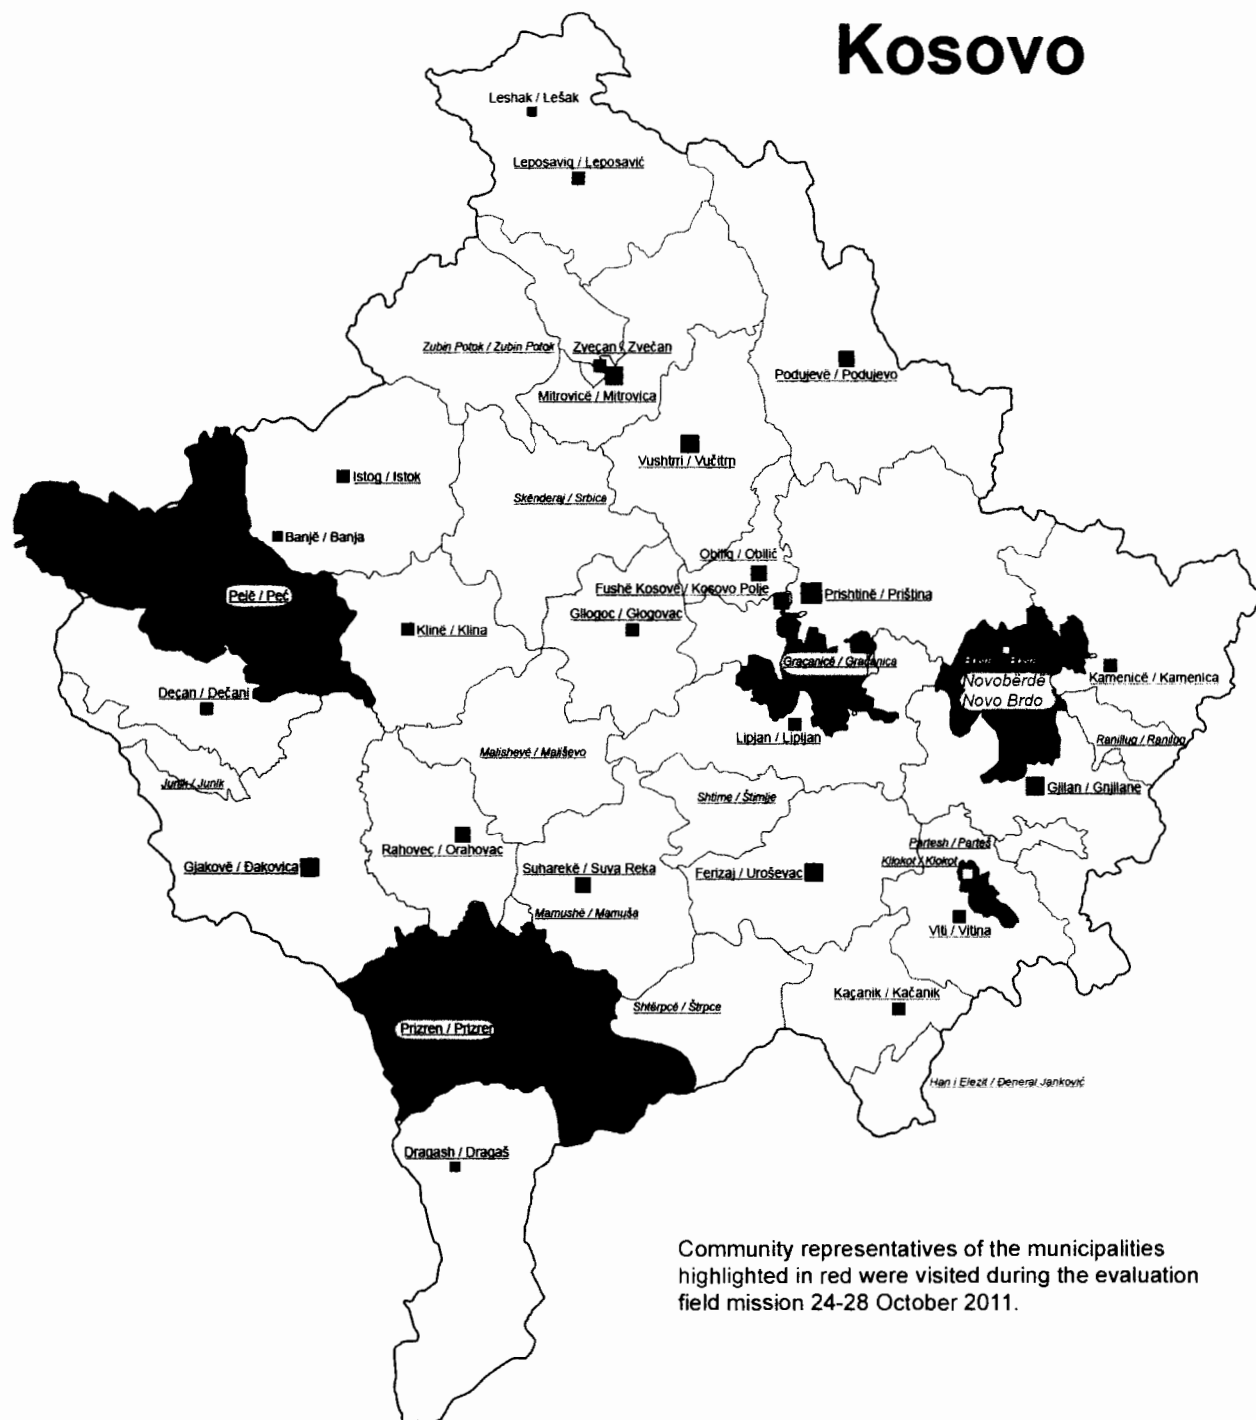 Kosovo
Leshak / Lešak
Leposaviq / Leposavić
Zubin Potok / Zubin Potok
Zveçan / Zvečan
Mitrovicë / Mitrovica
Podujevë / Podujevo
Vushtrri / Vučitrn
Istog / Istok
Skënderaj / Srbica
Banjë / Banja
Obiliq / Obilić
Fushë Kosovë / Kosovo Polje
Prishtinë / Priština
Pejë / Peč
Gllogoc / Glogovac
Klinë / Klina
Graçanicë / Gračanica
Novobërdë
Novo Brdo
Kamenicë / Kamenica
Deçan / Dečani
Lipjan / Lipljan
Ranillug / Ranilug
Malishevë / Mališevo
Junik / Junik
Shtime / Štimlje
Gjilan / Gnjilane
Rahovec / Orahovac
Partesh / Parteš
Kllokot / Klokot
Gjakovë / Đakovica
Suharekë / Suva Reka
Ferizaj / Uroševac
Mamushë / Mamuša
Viti / Vitina
Kaçanik / Kačanik
Shtërpcë / Štrpce
Prizren / Prizren
Han i Elezit / Đeneral Janković
Dragash / Dragaš
Community representatives of the municipalities
highlighted in red were visited during the evaluation
field mission 24-28 October 2011.